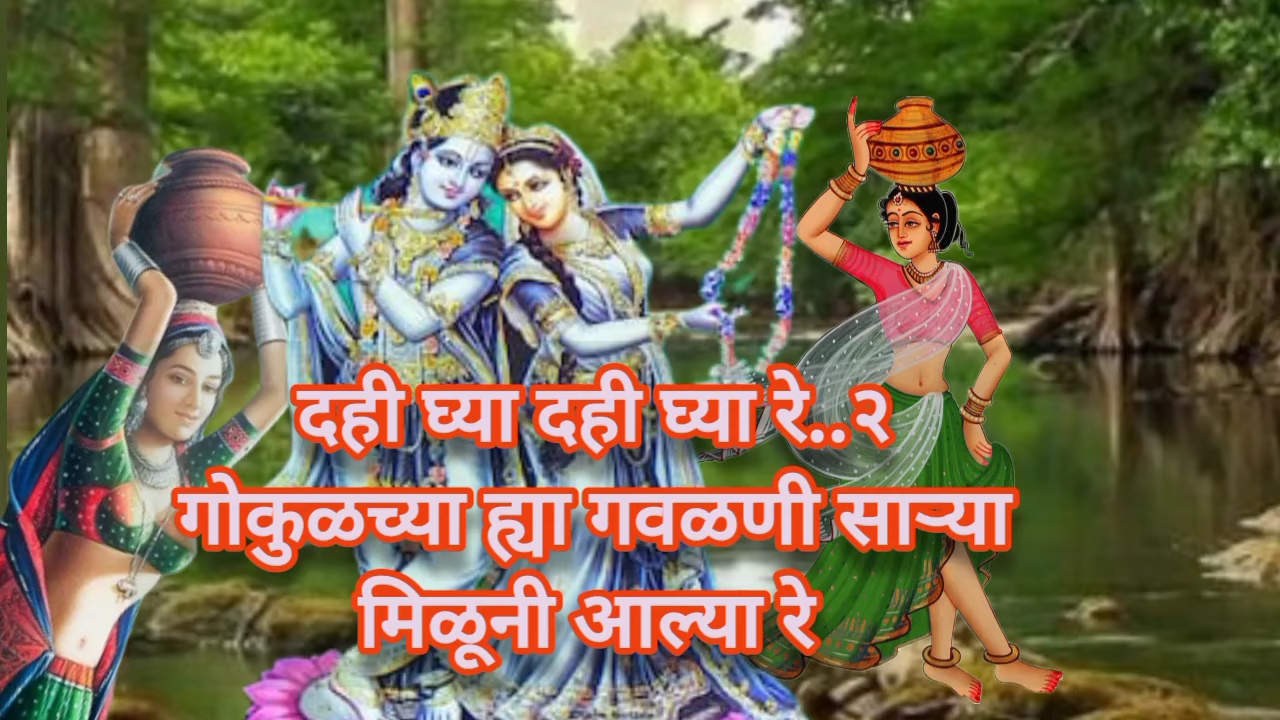 दही घ्या दही घ्या रे..२
गोकुळच्या ह्या गवळणी साऱ्या
मिळूनी आल्या रे